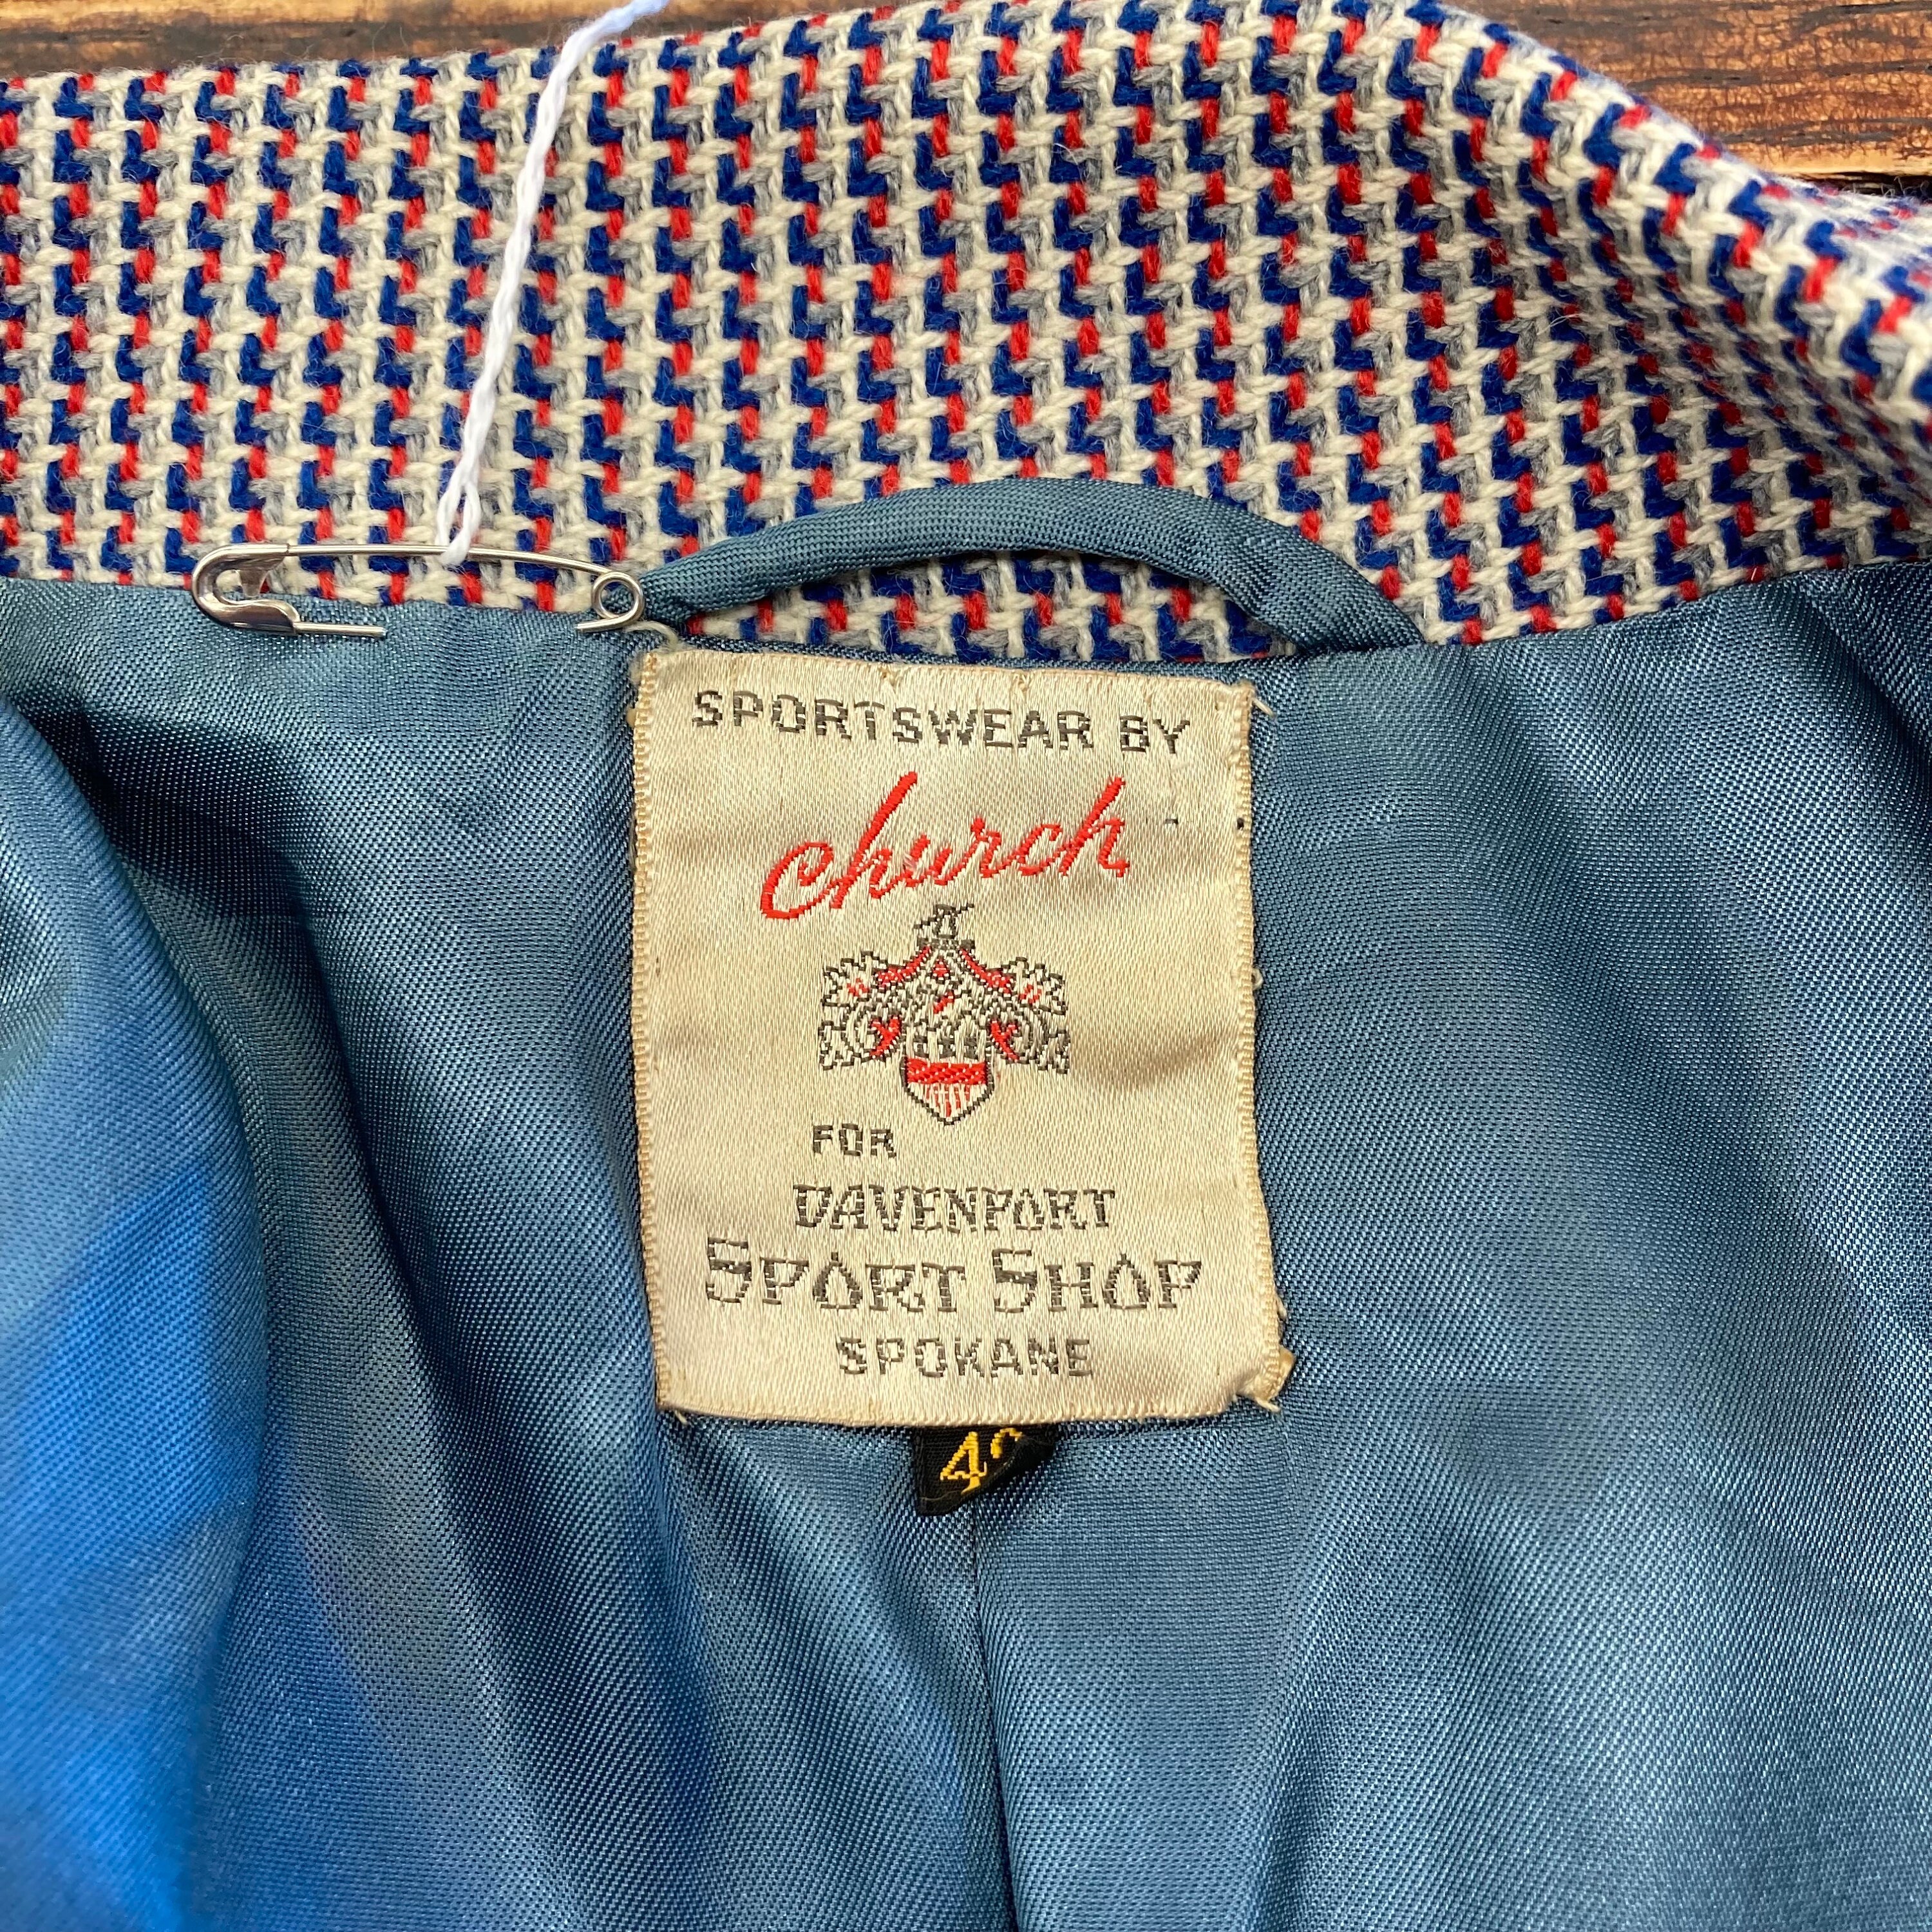 SPORTSWEAR BY
church
FOR
DAVENPORT
SPORT SHOP
SPOKANE